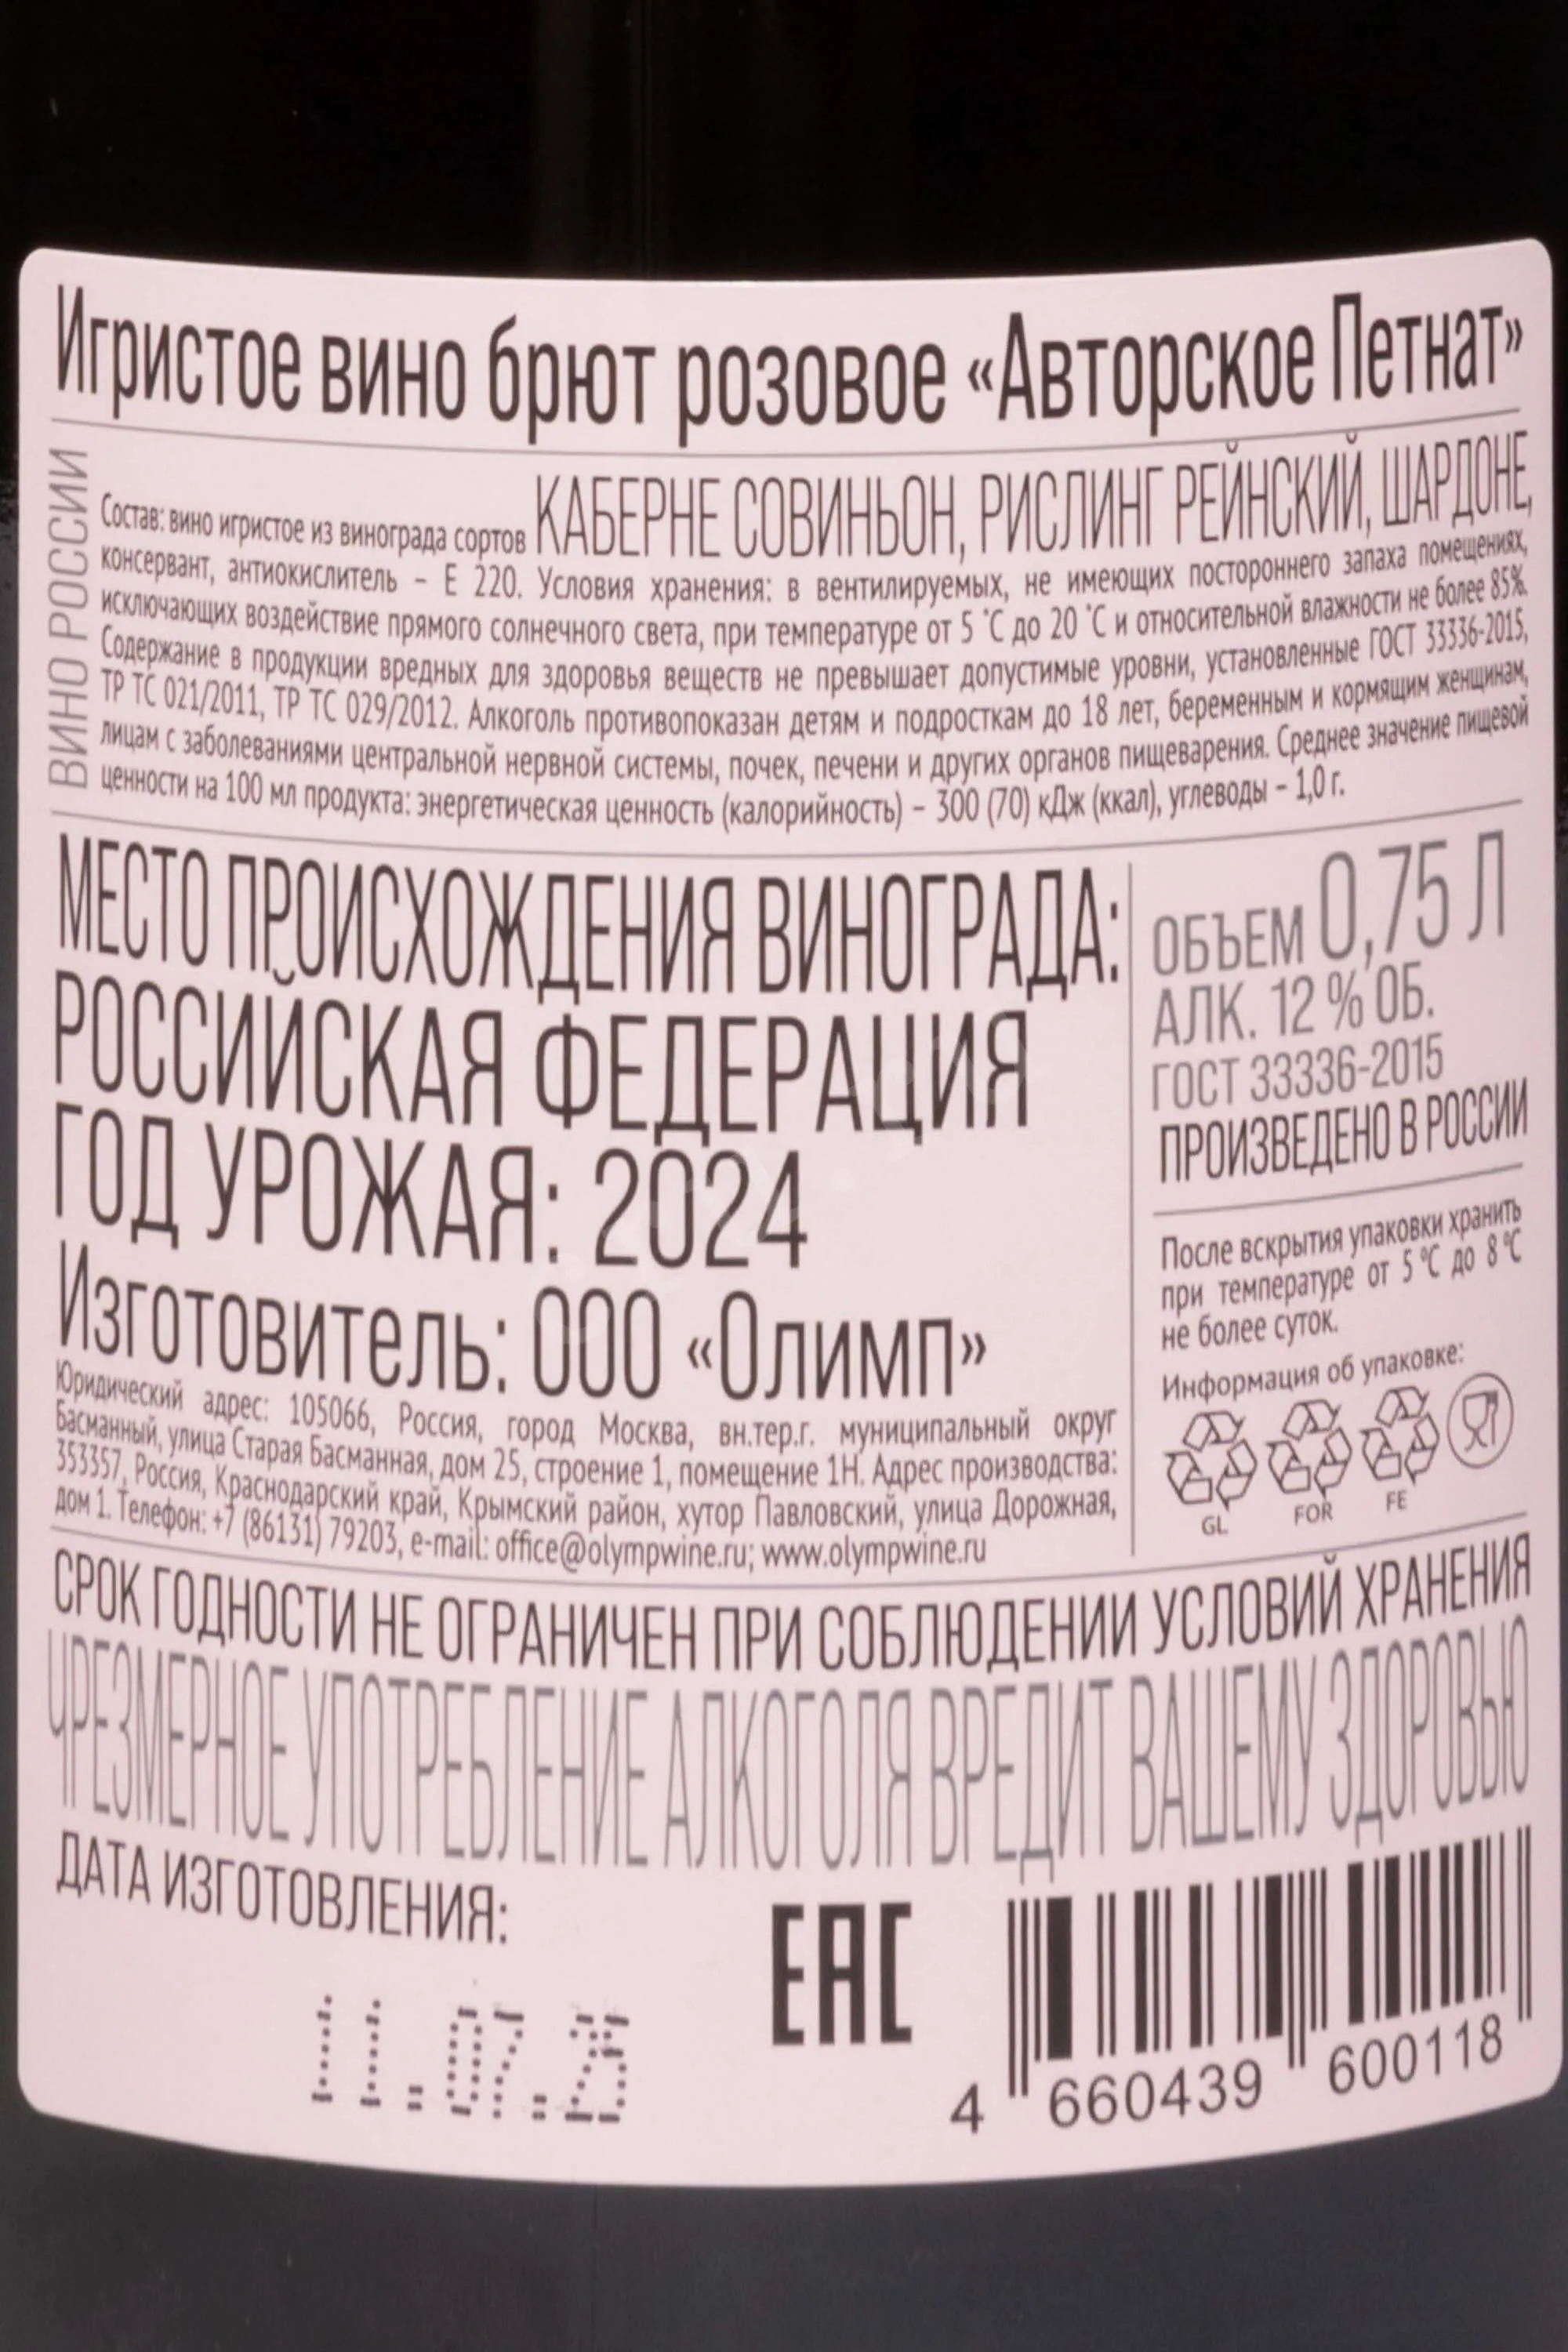 Игристое вино брют розовое «Авторское Петнат»
ВИНО РОССИИ
Состав: вино игристое из винограда сортов КАБЕРНЕ СОВИНЬОН, РИСЛИНГ РЕЙНСКИЙ, ШАРДОНЕ,
консервант, антиокислитель – Е 220. Условия хранения: в вентилируемых, не имеющих постороннего запаха помещениях,
исключающих воздействие прямого солнечного света, при температуре от 5 °С до 20 °С и относительной влажности не более 85%.
Содержание в продукции вредных для здоровья веществ не превышает допустимые уровни, установленные ГОСТ 33336-2015,
ТР ТС 021/2011, ТР ТС 029/2012. Алкоголь противопоказан детям и подросткам до 18 лет, беременным и кормящим женщинам,
лицам с заболеваниями центральной нервной системы, почек, печени и других органов пищеварения. Среднее значение пищевой
ценности на 100 мл продукта: энергетическая ценность (калорийность) – 300 (70) кДж (ккал), углеводы – 1,0 г.
МЕСТО ПРОИСХОЖДЕНИЯ ВИНОГРАДА:
РОССИЙСКАЯ ФЕДЕРАЦИЯ
ГОД УРОЖАЯ: 2024
Изготовитель: ООО «Олимп»
Юридический адрес: 105066, Россия, город Москва, вн.тер.г. муниципальный округ
Басманный, улица Старая Басманная, дом 25, строение 1, помещение 1Н. Адрес производства:
353357, Россия, Краснодарский край, Крымский район, хутор Павловский, улица Дорожная,
дом 1. Телефон: +7 (86131) 79203, e-mail: office@olympwine.ru; www.olympwine.ru
ОБЪЕМ 0,75 Л
АЛК. 12 % ОБ.
ГОСТ 33336-2015
ПРОИЗВЕДЕНО В РОССИИ
После вскрытия упаковки хранить
при температуре от 5 °С до 8 °С
не более суток.
Информация об упаковке:
GL FOR FE
СРОК ГОДНОСТИ НЕ ОГРАНИЧЕН ПРИ СОБЛЮДЕНИИ УСЛОВИЙ ХРАНЕНИЯ
ЧРЕЗМЕРНОЕ УПОТРЕБЛЕНИЕ АЛКОГОЛЯ ВРЕДИТ ВАШЕМУ ЗДОРОВЬЮ
ДАТА ИЗГОТОВЛЕНИЯ:
11.07.25
EAC
4 660439 600118